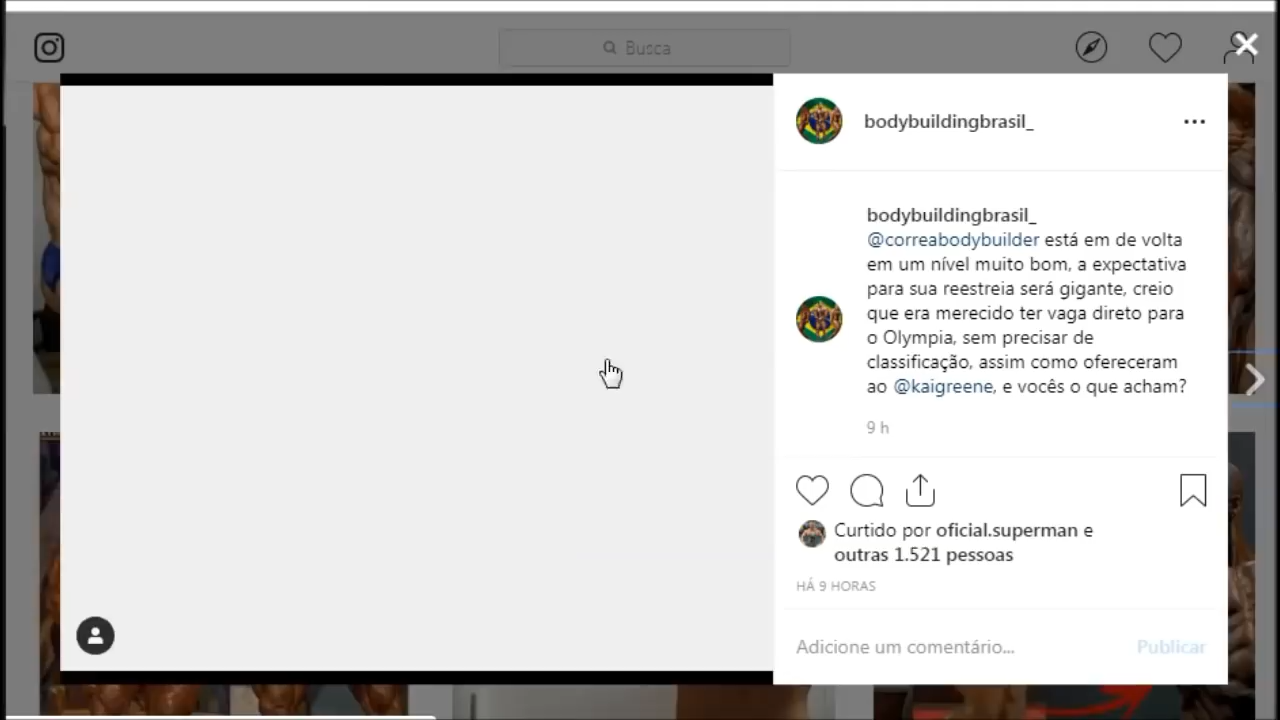 Busca
bodybuildingbrasil_
bodybuildingbrasil_
@correabodybuilder está em de volta
em um nível muito bom, a expectativa
para sua reestreia será gigante, creio
que era merecido ter vaga direto para
o Olympia, sem precisar de
classificação, assim como ofereceram
ao @kaigreene, e vocês o que acham?
9 h
Curtido por oficial.superman e
outras 1.521 pessoas
HÁ 9 HORAS
Adicione um comentário...
Publicar